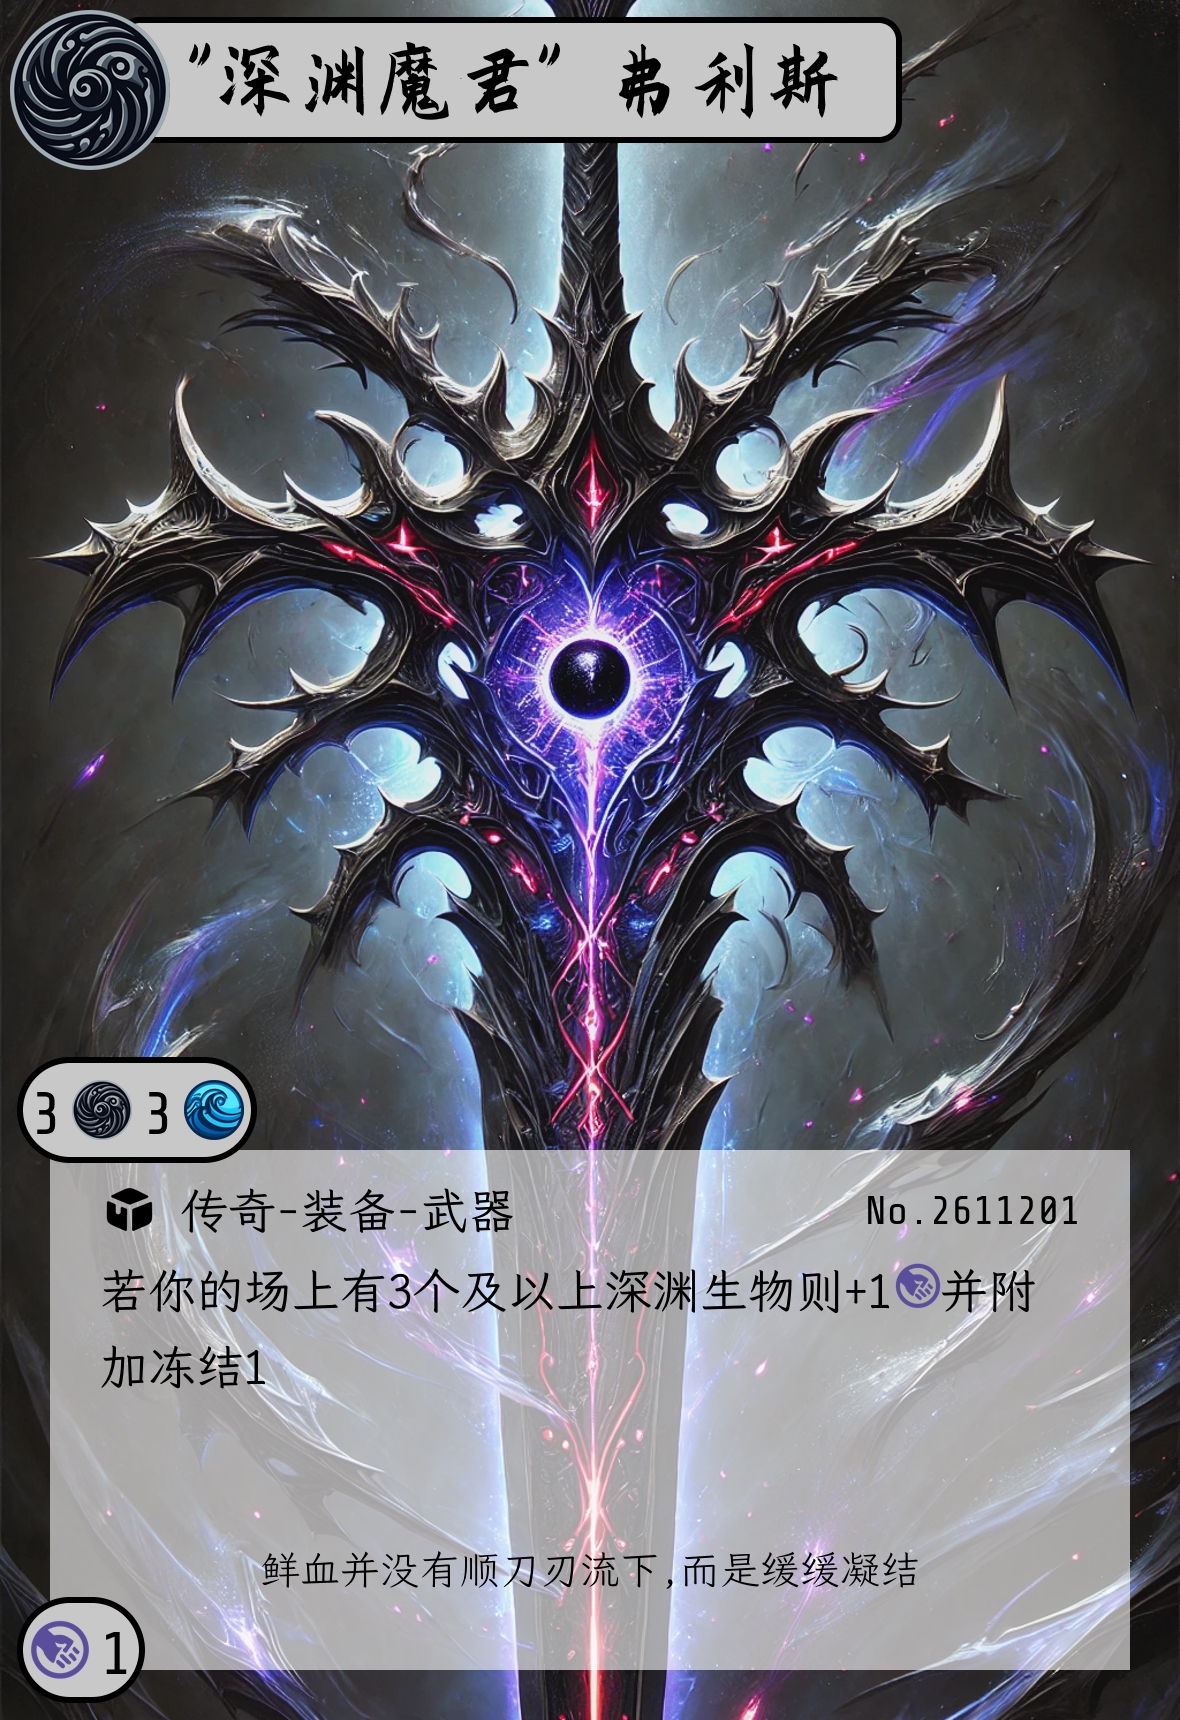 "深渊魔君" 弗利斯
3 3
传奇-装备-武器
No.2611201
若你的场上有3个及以上深渊生物则+1并附
加冻结1
鲜血并没有顺刀刃流下,而是缓缓凝结
1